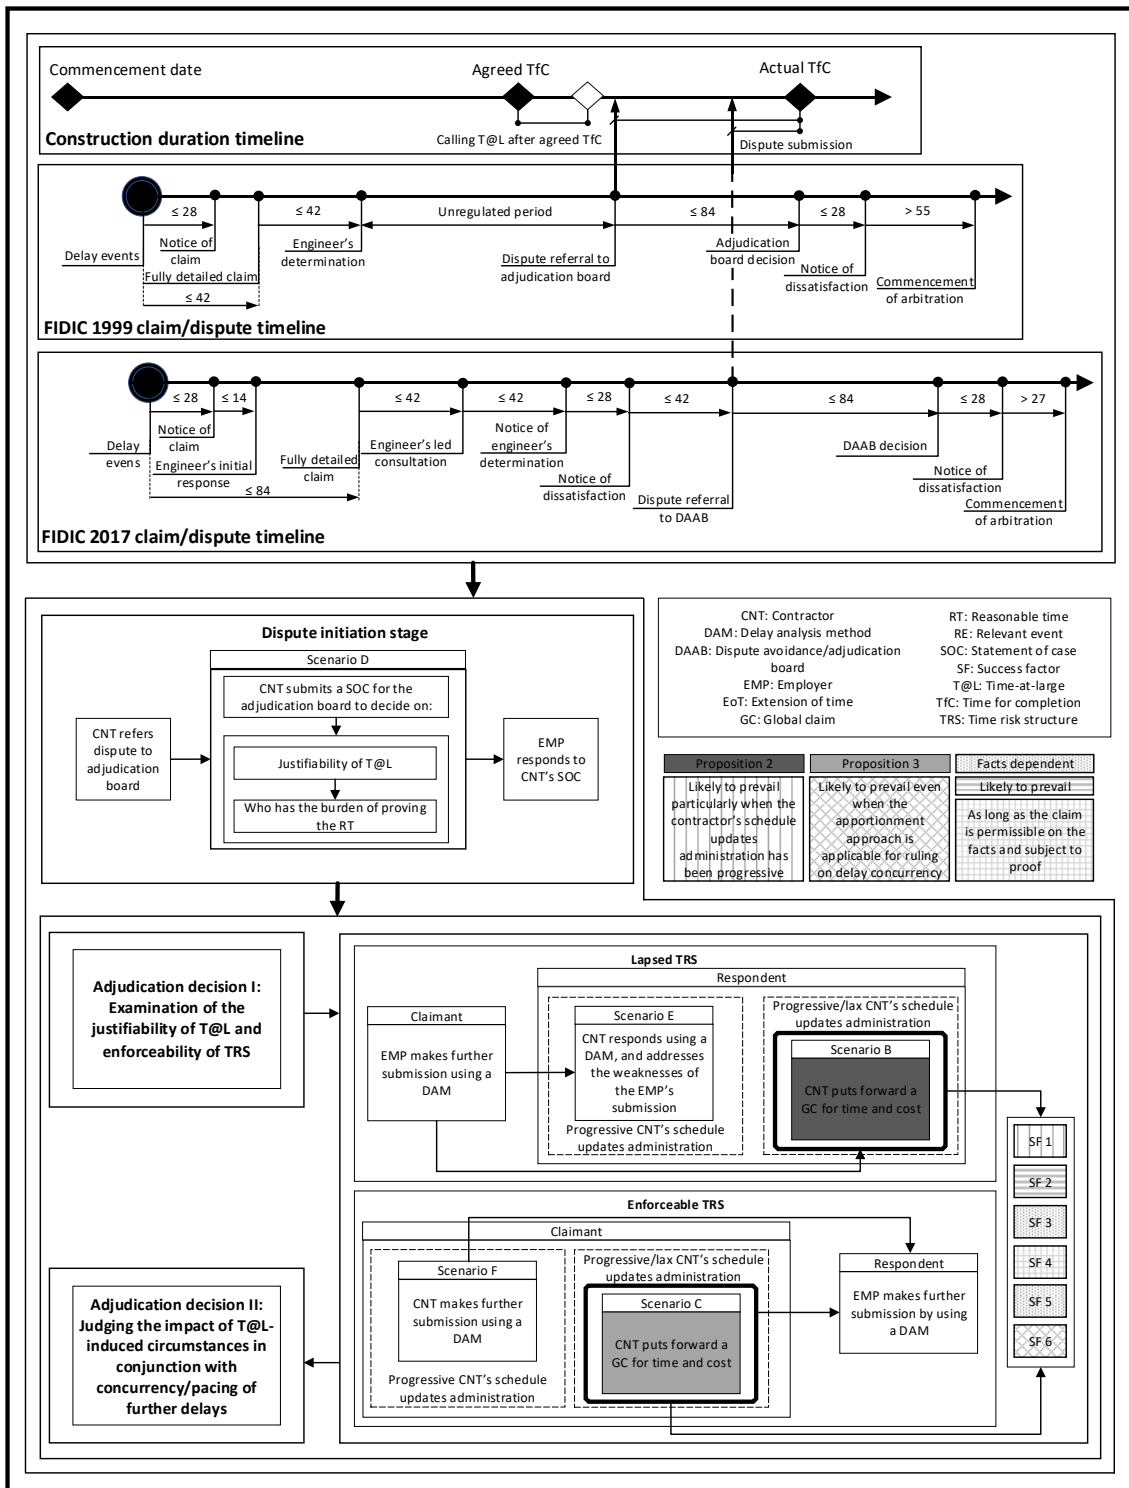 Commencement date
Agreed TfC
Actual TfC
Calling T@L after agreed TfC
Dispute submission
Construction duration timeline
≤ 28
≤ 42
Unregulated period
≤ 84
≤ 28
> 55
Delay events
Notice of
claim
Fully detailed claim
≤ 42
Engineer's
determination
Dispute referral to
adjudication board
Adjudication
board decision
Notice of
dissatisfaction
Commencement
of arbitration
FIDIC 1999 claim/dispute timeline
≤ 28
≤ 14
≤ 42
≤ 42
≤ 28
≤ 42
≤ 84
≤ 28
> 27
Delay
evens
Notice of
claim
Engineer's initial
response
≤ 84
Fully detailed
claim
Engineer's led
consultation
Notice of
engineer's
determination
Notice of
dissatisfaction
Dispute referral
to DAAB
DAAB decision
Notice of
dissatisfaction
Commencement
of arbitration
FIDIC 2017 claim/dispute timeline
Dispute initiation stage
Scenario D
CNT submits a SOC for the
adjudication board to decide on:
Justifiability of T@L
Who has the burden of proving
the RT
CNT refers
dispute to
adjudication
board
EMP
responds to
CNT's SOC
CNT: Contractor
DAM: Delay analysis method
DAAB: Dispute avoidance/adjudication
board
EMP: Employer
EoT: Extension of time
GC: Global claim
RT: Reasonable time
RE: Relevant event
SOC: Statement of case
SF: Success factor
T@L: Time-at-large
TfC: Time for completion
TRS: Time risk structure
Proposition 2
Likely to prevail
particularly when the
contractor's schedule
updates
administration has
been progressive
Proposition 3
Likely to prevail even
when the
apportionment
approach is
applicable for ruling
on delay concurrency
Facts dependent
Likely to prevail
As long as the claim
is permissible on the
facts and subject to
proof
Adjudication decision I:
Examination of the
justifiability of T@L and
enforceability of TRS
Lapsed TRS
Respondent
Claimant
EMP makes further
submission using a
DAM
Scenario E
CNT responds using a
DAM, and addresses
the weaknesses of
the EMP's
submission
Progressive CNT's schedule
updates administration
Progressive/lax CNT's schedule
updates administration
Scenario B
CNT puts forward a
GC for time and cost
Enforceable TRS
Claimant
Scenario F
CNT makes further
submission using a
DAM
Progressive CNT's schedule
updates administration
Progressive/lax CNT's schedule
updates administration
Scenario C
CNT puts forward a
GC for time and cost
Respondent
EMP makes further
submission by using
a DAM
SF 1
SF 2
SF 3
SF 4
SF 5
SF 6
Adjudication decision II:
Judging the impact of T@L-
induced circumstances in
conjunction with
concurrency/pacing of
further delays